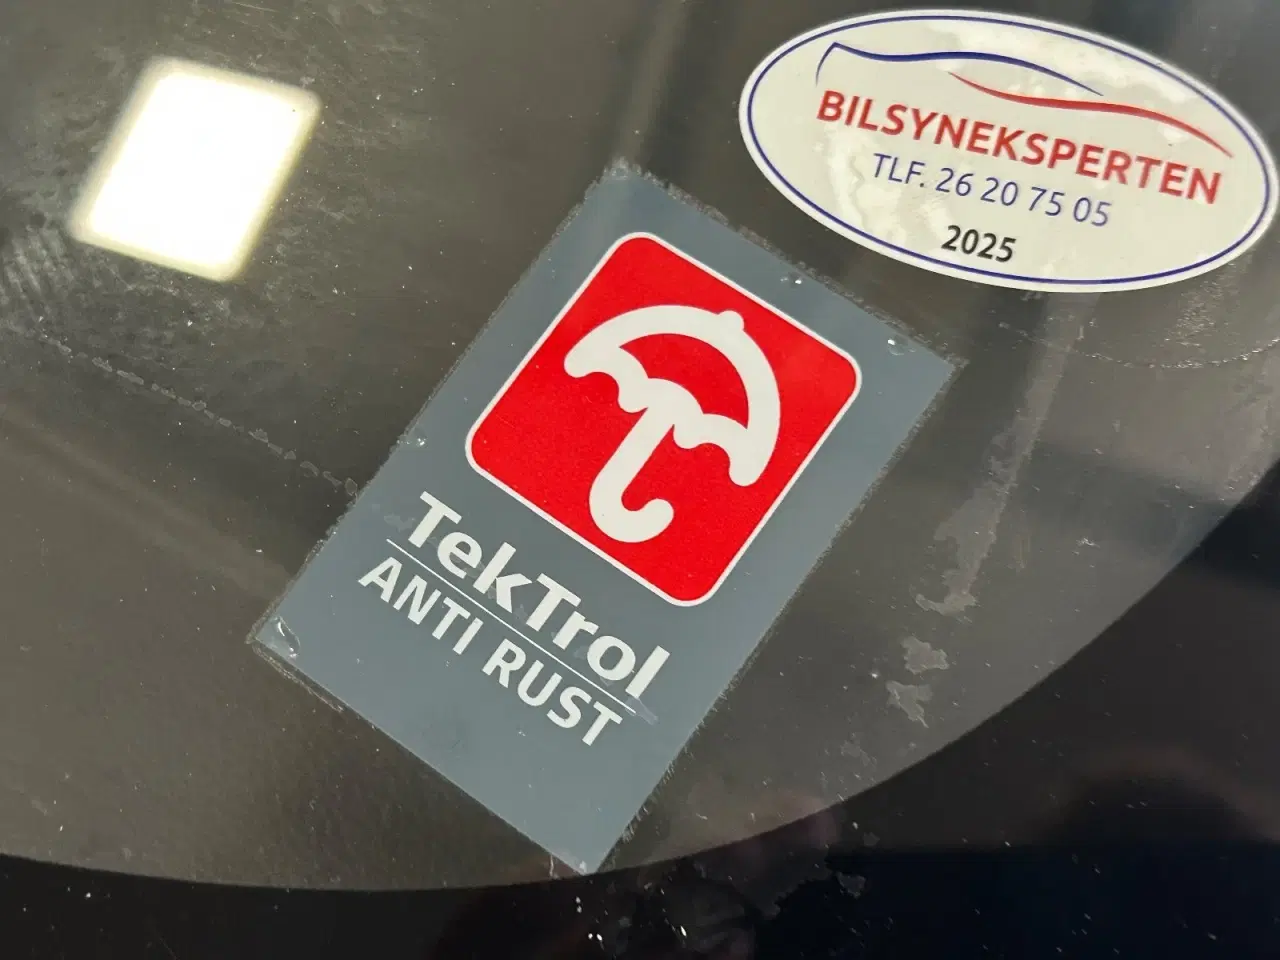 BILSYNEKSPERTEN
TLF. 26 20 75 05
2025
TekTrol
ANTI RUST